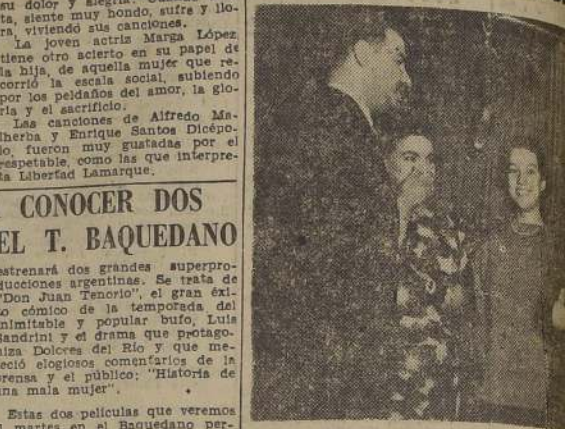 su dolor y alegría.
ta, siente muy hondo, sufre y llo-
ra, viviendo sus canciones.
La joven actriz Marga López
tiene otro acierto en su papel de
la hija, de aquella mujer que re-
corrió la escala social, subiendo
por los peldaños del amor, la glo-
ria y el sacrificio.
Las canciones de Alfredo Ma-
lherba y Enrique Santos Dicépo-
lo, fueron muy gustadas por el
respetable, como las que interpre-
ta Libertad Lamarque.
CONOCER DOS
EL T. BAQUEDANO
estrenará dos grandes superpro-
ducciones argentinas. Se trata de
"Don Juan Tenorio", el gran éxi-
to cómico de la temporada del
inimitable y popular bufo, Luis
Sandrini y el drama que protago-
niza Dolores del Río y que me-
reció elogiosos comentarios de la
prensa y el público: "Historia de
una mala mujer".
Estas dos películas que veremos
martes en el Baquedano per-